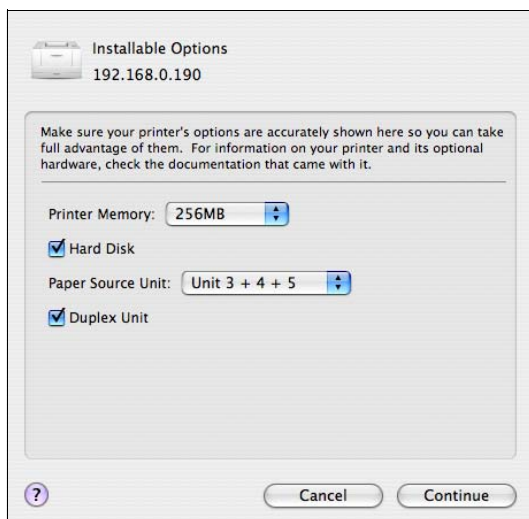 Installable Options
192.168.0.190
Make sure your printer's options are accurately shown here so you can take
full advantage of them. For information on your printer and its optional
hardware, check the documentation that came with it.
Printer Memory: 256MB
Hard Disk
Paper Source Unit: Unit 3 + 4 + 5
Duplex Unit
? Cancel Continue